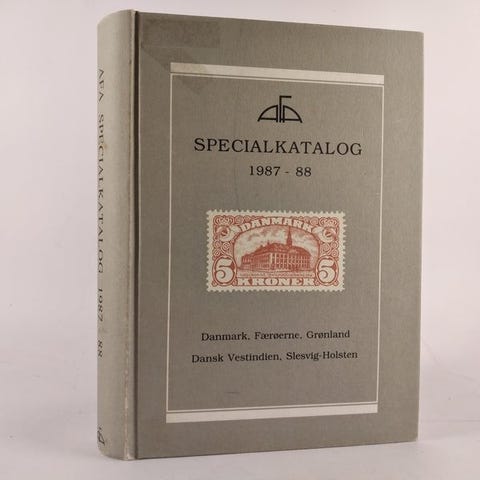 AFA SPECIALKATALOG 1987 - 88
AFA
SPECIALKATALOG
1987 - 88
DANMARK
5 5
KRONER
Danmark, Færøerne, Grønland
Dansk Vestindien, Slesvig-Holsten